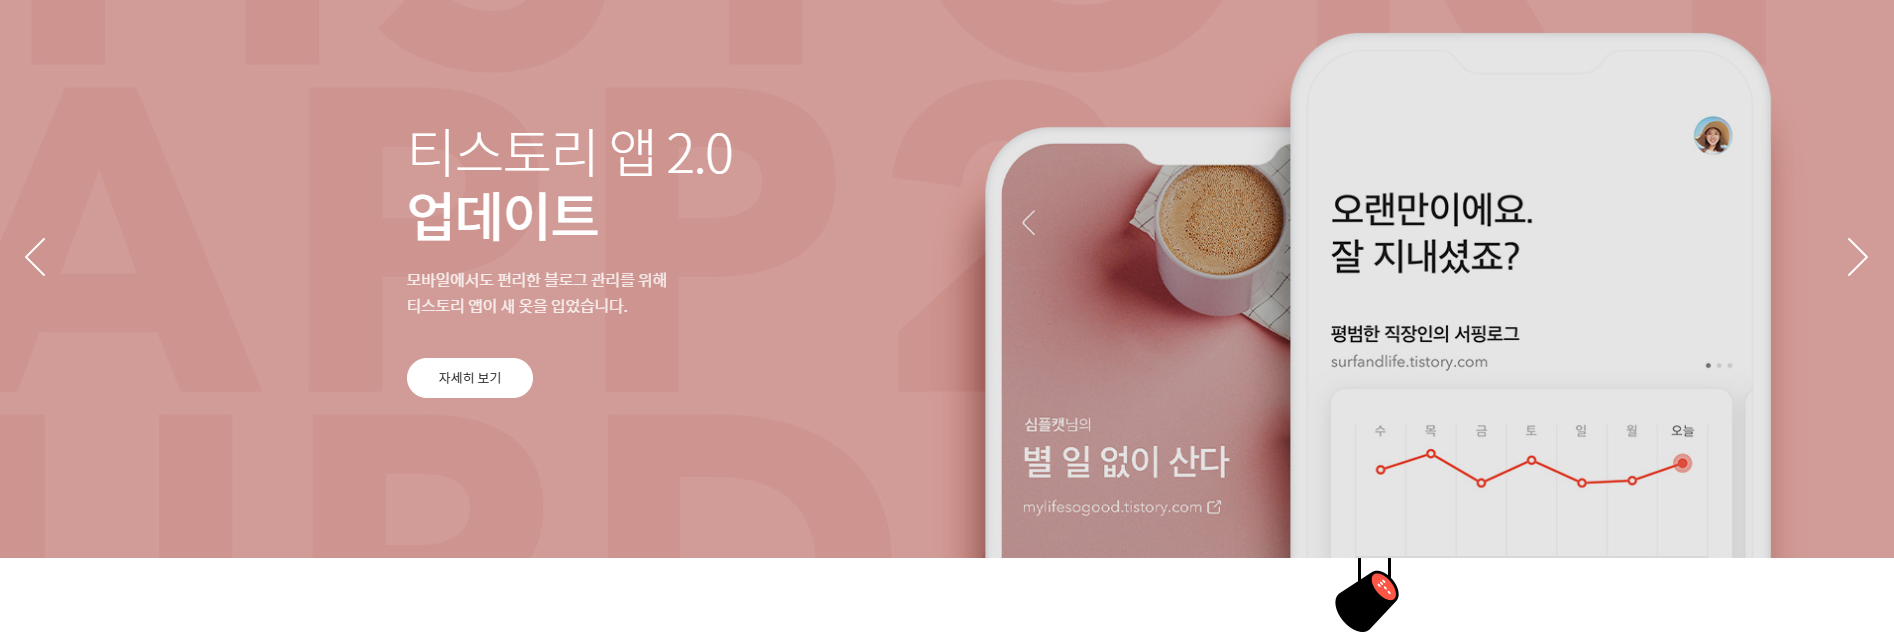 티스토리 앱 2.0
업데이트
모바일에서도 편리한 블로그 관리를 위해
티스토리 앱이 새 옷을 입었습니다.
자세히 보기
심플캣님의
별 일 없이 산다
mylifesogood.tistory.com
오랜만이에요.
잘 지내셨죠?
평범한 직장인의 서핑로그
surfandlife.tistory.com
수 목 금 토 일 월 오늘
APP2